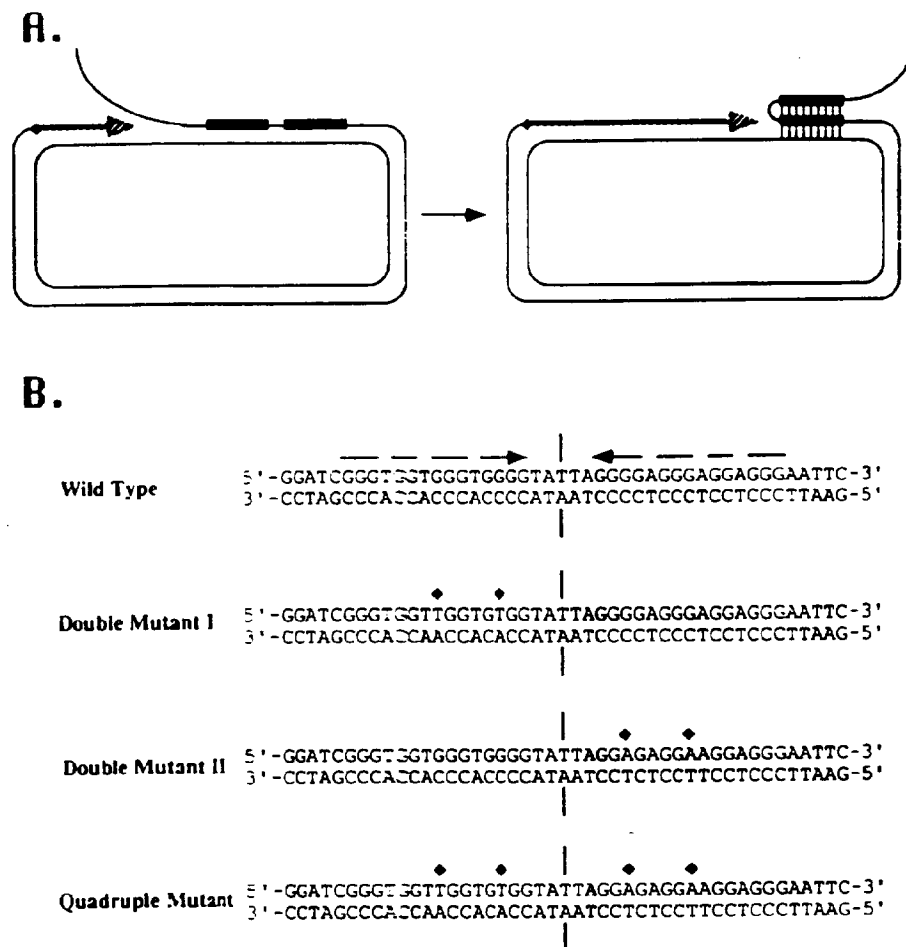 A.
B.
Wild Type
5'-GGATCGGGTGGTGGGTGGGGTATTAGGGGAGGGAGGAGGGAATTC-3'
3'-CCTAGCCCACCACCCACCCCATAATCCCCTCCCTCCTCCCTTAAG-5'
Double Mutant I
5'-GGATCGGGTGGTTGGTGTGGTATTAGGGGAGGGAGGAGGGAATTC-3'
3'-CCTAGCCCACCAACCACACCATAATCCCCTCCCTCCTCCCTTAAG-5'
Double Mutant II
5'-GGATCGGGTGGTGGGTGGGGTATTAGGAGAGGAAGGAGGGAATTC-3'
3'-CCTAGCCCACCACCCACCCCATAATCCTCTCCTTCCTCCCTTAAG-5'
Quadruple Mutant
5'-GGATCGGGTGGTTGGTGTGGTATTAGGAGAGGAAGGAGGGAATTC-3'
3'-CCTAGCCCACCAACCACACCATAATCCTCTCCTTCCTCCCTTAAG-5'